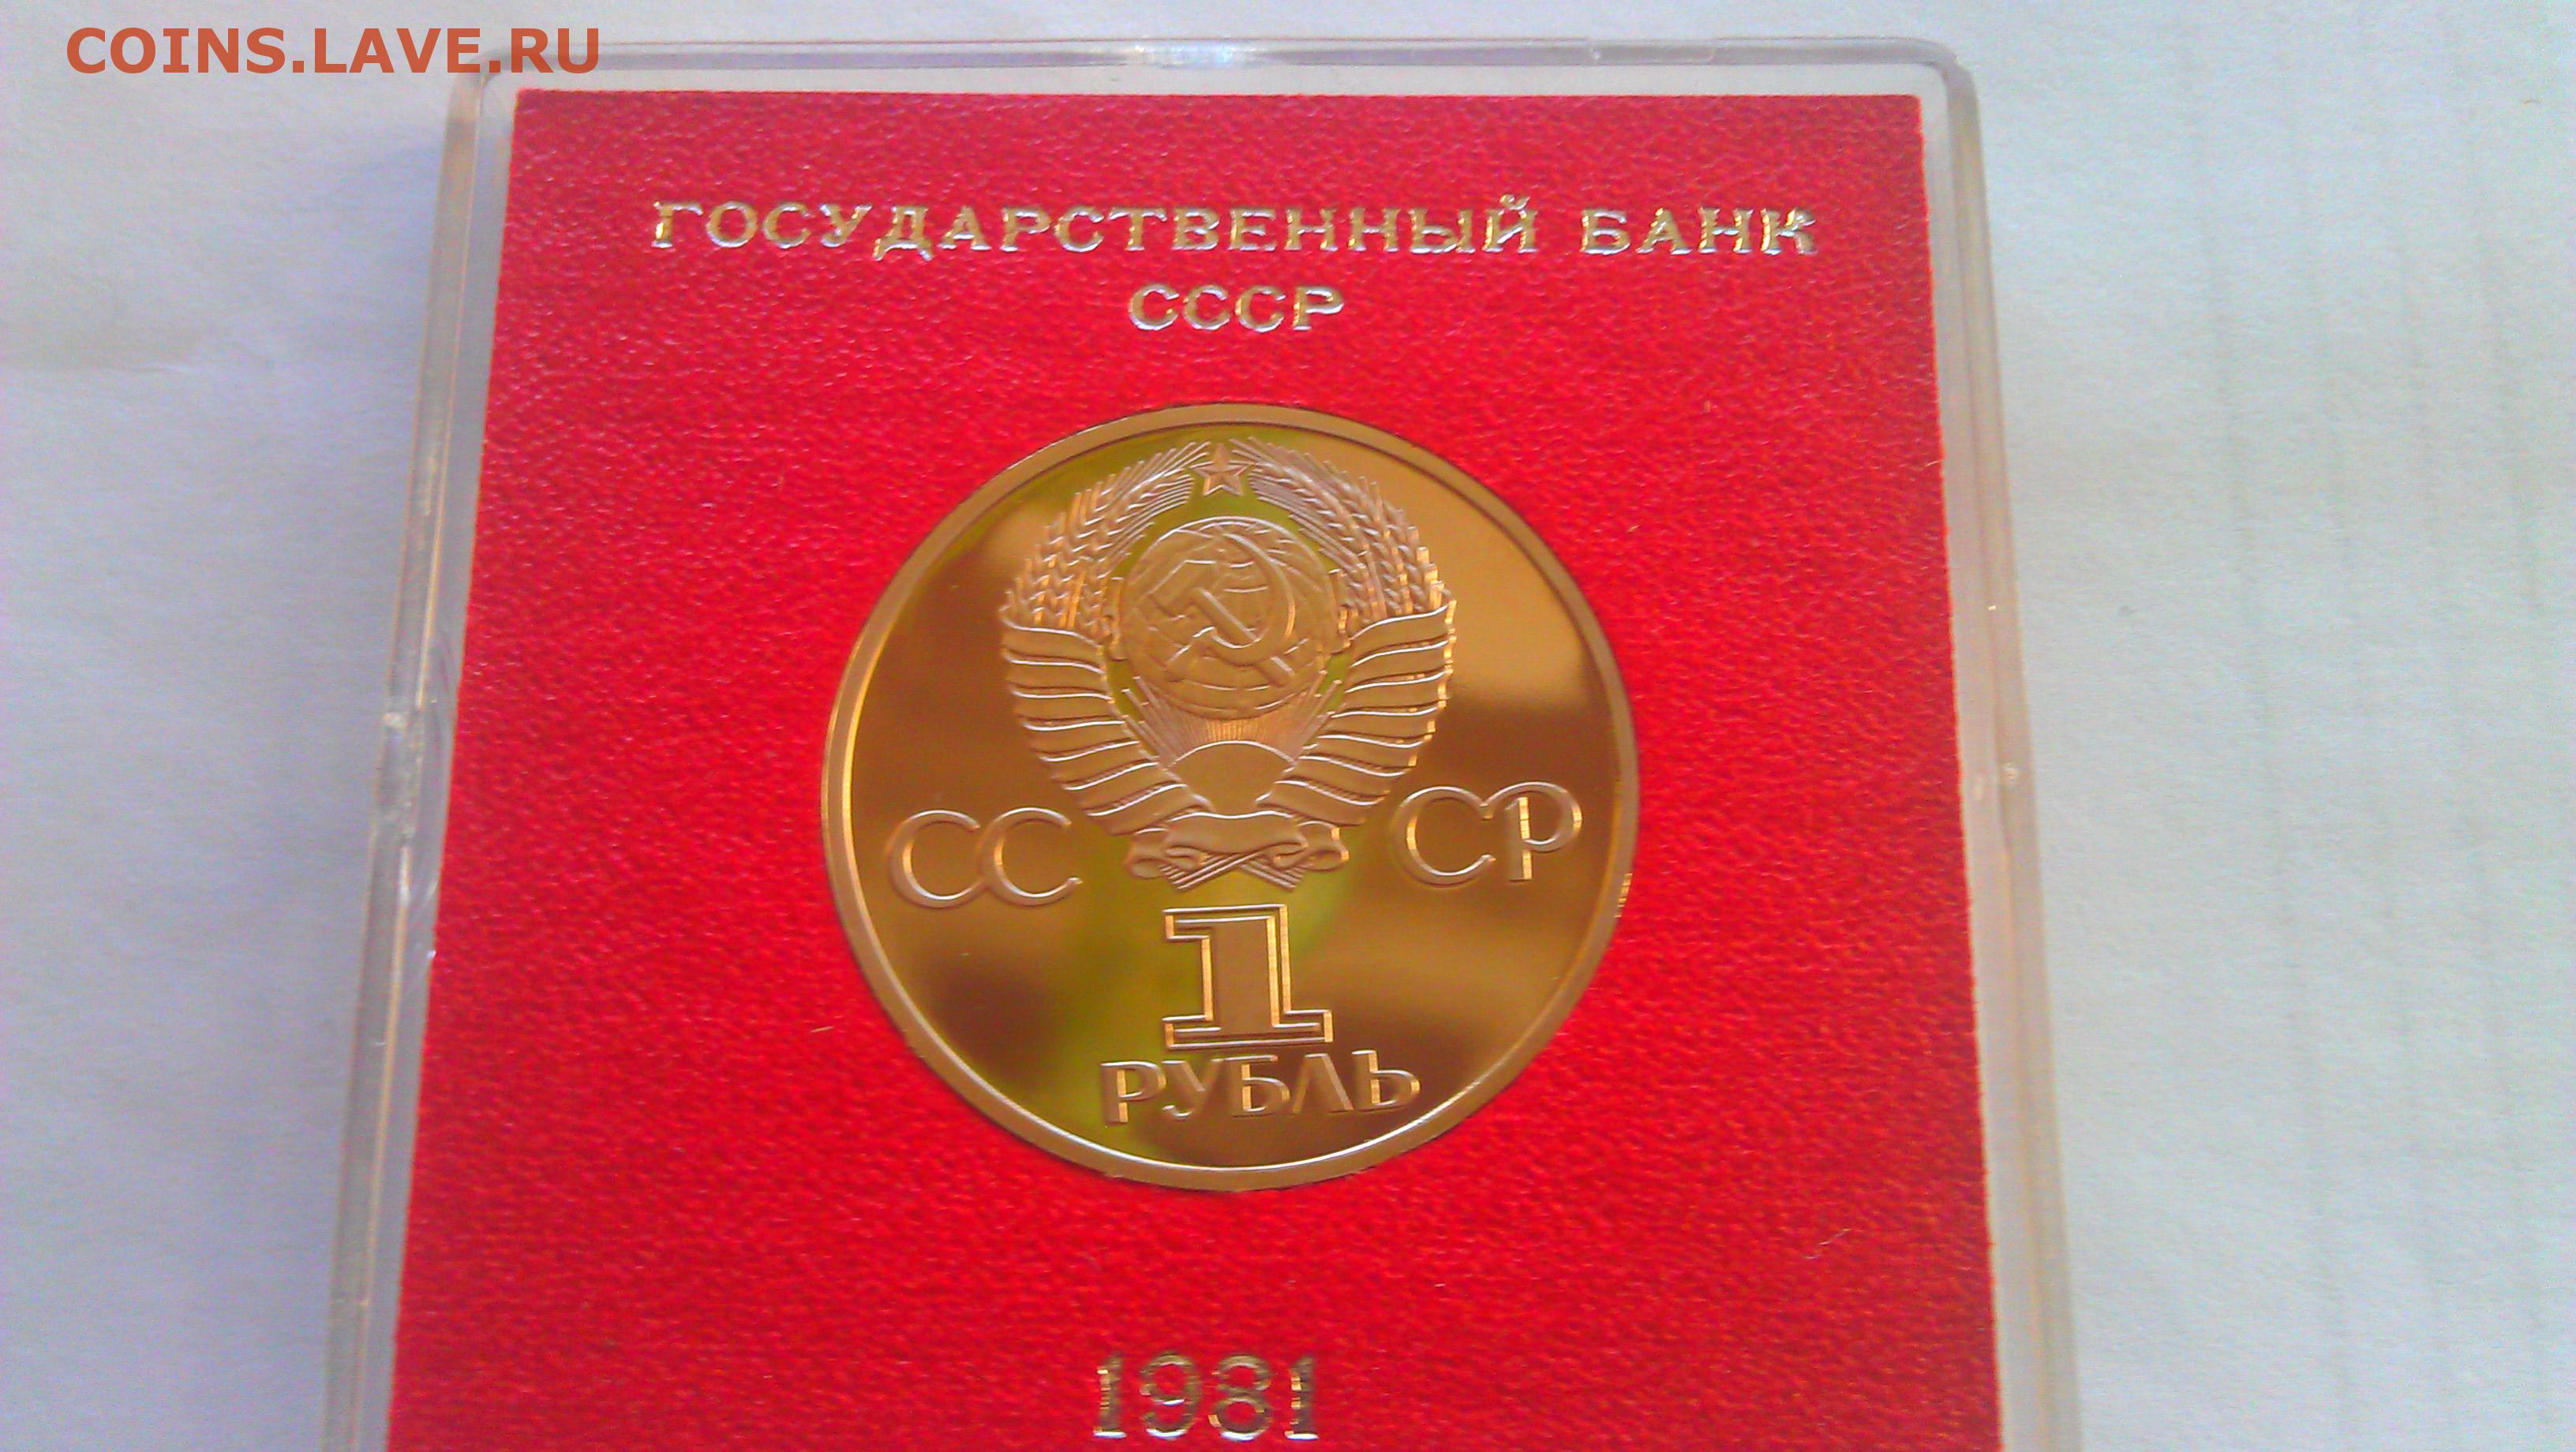 COINS.LAVE.RU
ГОСУДАРСТВЕННЫЙ БАНК
СССР
СС СР
1
РУБЛЬ
1981